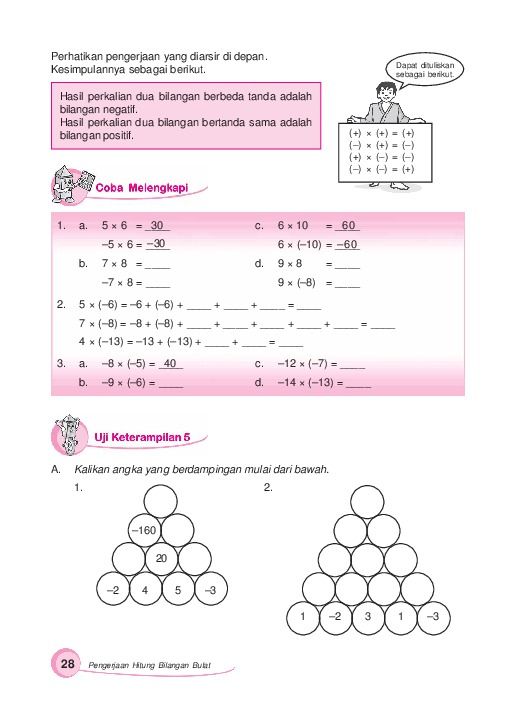 Perhatikan pengerjaan yang diarsir di depan.
Kesimpulannya sebagai berikut.
Dapat dituliskan
sebagai berikut.
Hasil perkalian dua bilangan berbeda tanda adalah
bilangan negatif.
Hasil perkalian dua bilangan bertanda sama adalah
bilangan positif.
(+) × (+) = (+)
(–) × (+) = (–)
(+) × (–) = (–)
(–) × (–) = (+)
Coba Melengkapi
1. a. 5 × 6 = 30 c. 6 × 10 = 60
–5 × 6 = –30 6 × (–10) = –60
b. 7 × 8 = ____ d. 9 × 8 = ____
–7 × 8 = ____ 9 × (–8) = ____
2. 5 × (–6) = –6 + (–6) + ____ + ____ + ____ = ____
7 × (–8) = –8 + (–8) + ____ + ____ + ____ + ____ + ____ = ____
4 × (–13) = –13 + (–13) + ____ + ____ = ____
3. a. –8 × (–5) = 40 c. –12 × (–7) = ____
b. –9 × (–6) = ____ d. –14 × (–13) = ____
Uji Keterampilan 5
A. Kalikan angka yang berdampingan mulai dari bawah.
1. 2.
–160
20
–2 4 5 –3
1 –2 3 1 –3
28 Pengerjaan Hitung Bilangan Bulat